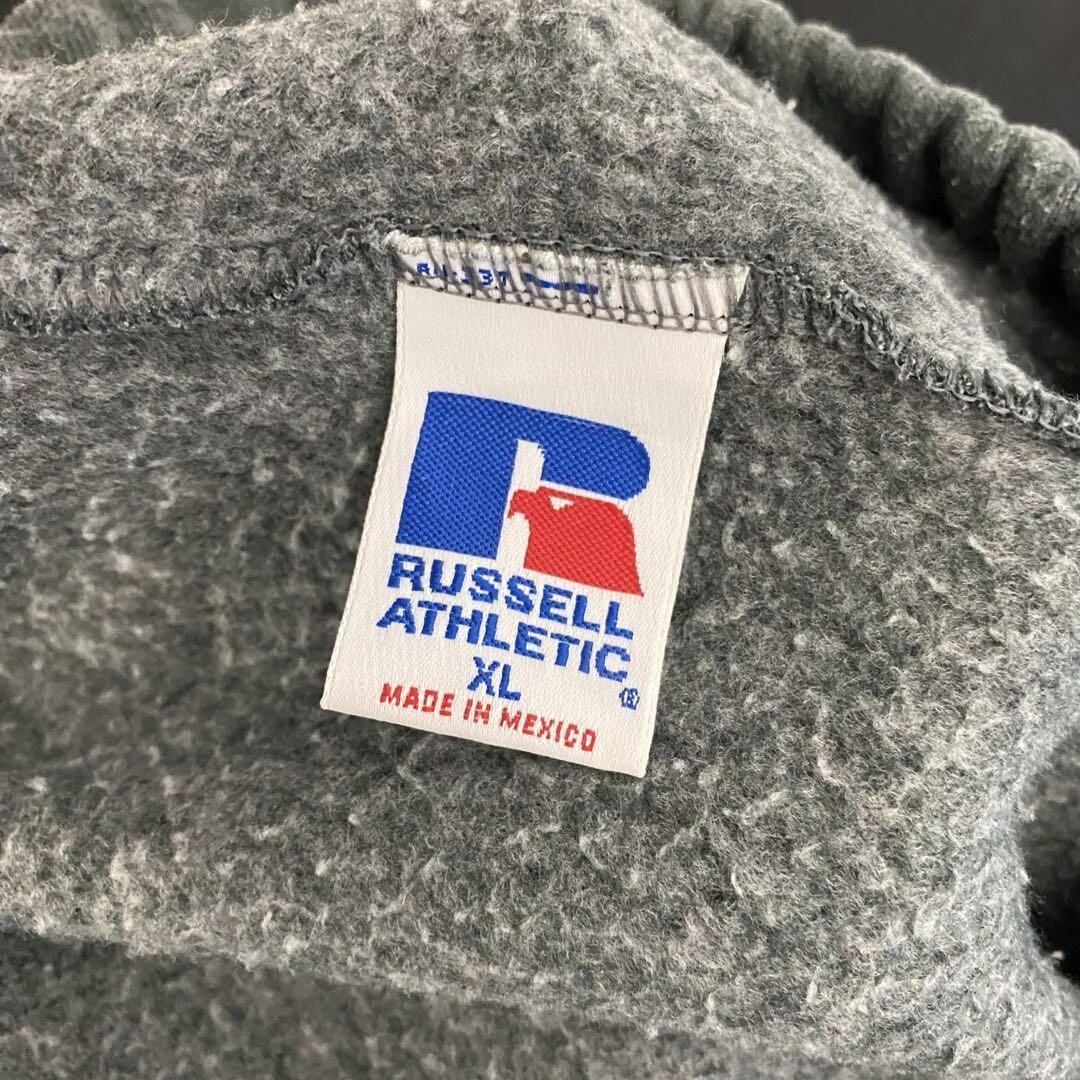 RUSSELL
ATHLETIC
XL ®
MADE IN MEXICO